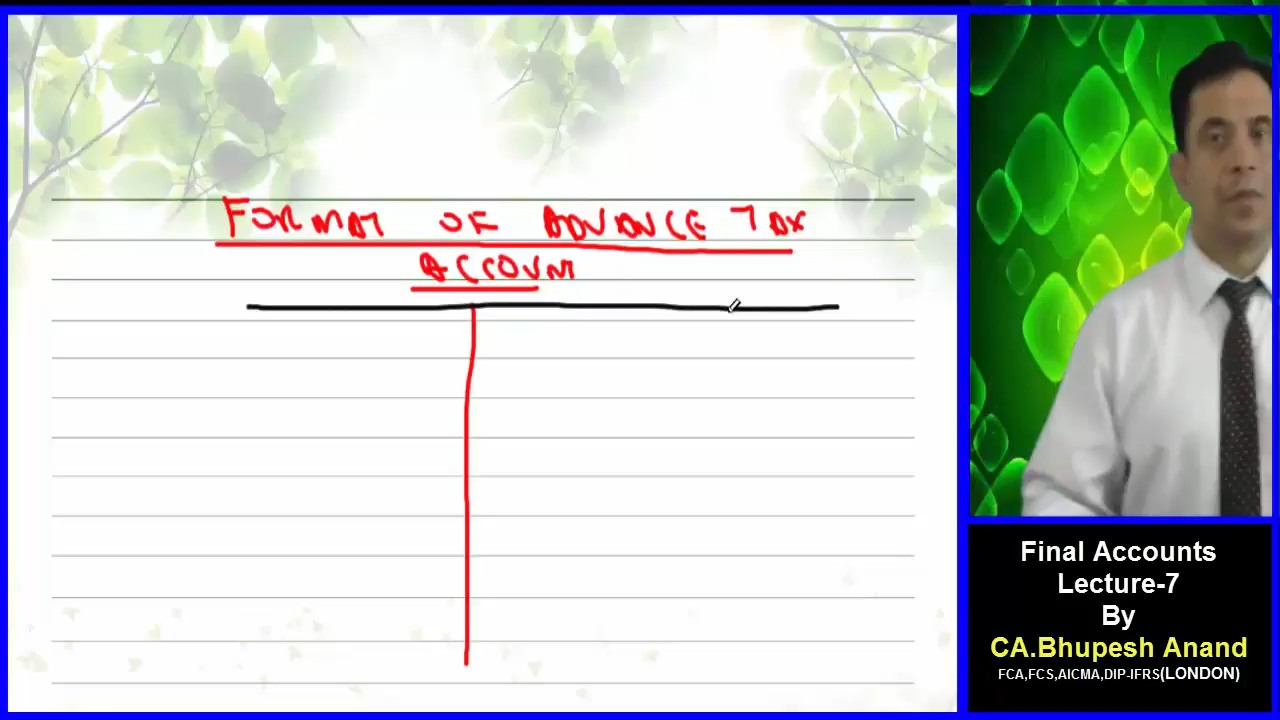 FORMAT OF ADVANCE TAX
ACCOUNT
Final Accounts
Lecture-7
By
CA.Bhupesh Anand
FCA,FCS,AICMA,DIP-IFRS(LONDON)